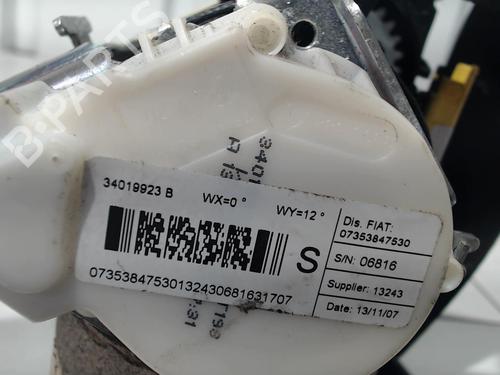 B-PARTS
34019923 B WX=0 ° WY=12 °
S
07353847530132430681631707
Dis. FIAT:
07353847530
S/N: 06816
Supplier: 13243
Date: 13/11/07